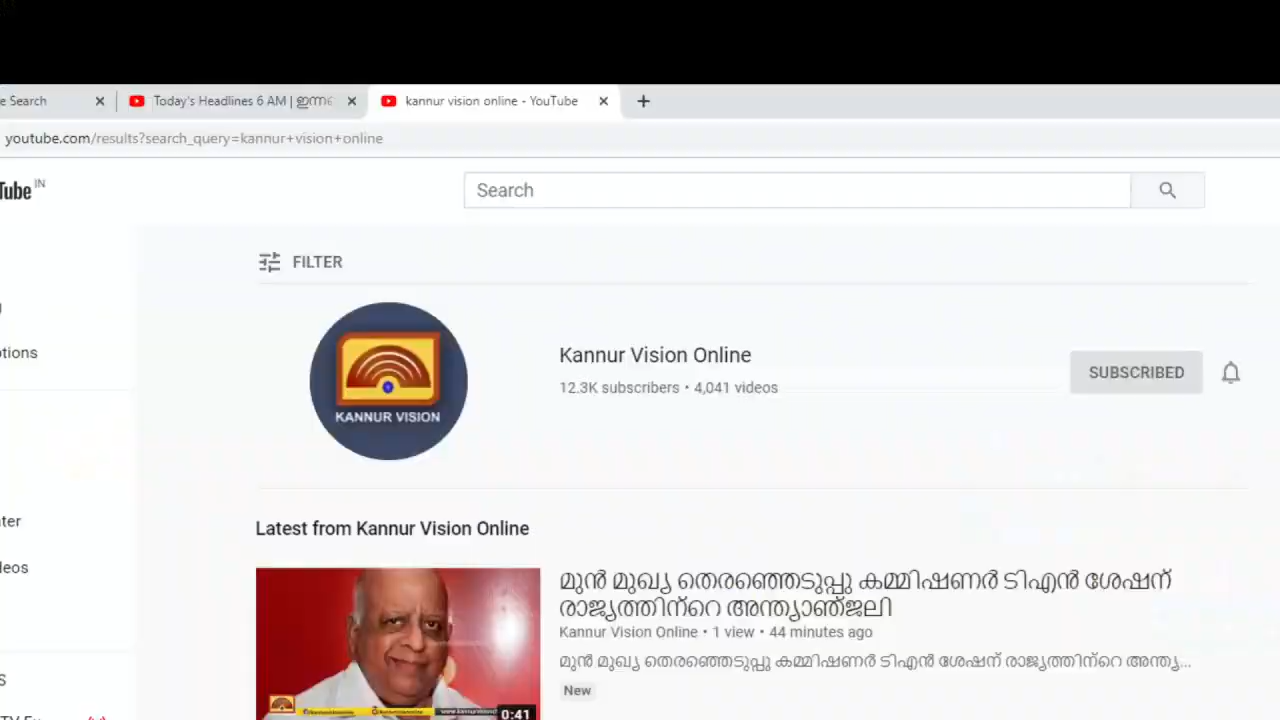 e Search
Today's Headlines 6 AM | ഇന്നത്
kannur vision online - YouTube
youtube.com/results?search_query=kannur+vision+online
Tube IN
Search
FILTER
otions
KANNUR VISION
Kannur Vision Online
12.3K subscribers • 4,041 videos
SUBSCRIBED
ter
leos
Latest from Kannur Vision Online
മുൻ മുഖ്യ തെരഞ്ഞെടുപ്പു കമ്മിഷണർ ടിഎൻ ശേഷന്
രാജ്യത്തിന്റെ അന്ത്യാഞ്ജലി
Kannur Vision Online • 1 view • 44 minutes ago
മുൻ മുഖ്യ തെരഞ്ഞെടുപ്പു കമ്മിഷണർ ടിഎൻ ശേഷന് രാജ്യത്തിന്റെ അന്ത്യ...
New
0:41